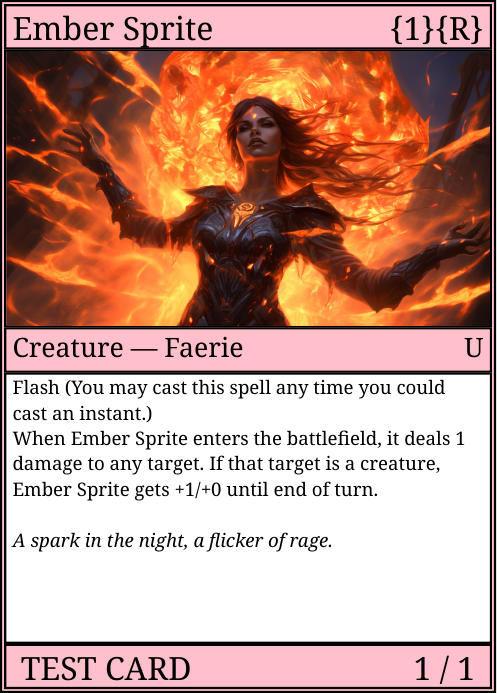 Ember Sprite {1}{R}
Creature — Faerie U
Flash (You may cast this spell any time you could
cast an instant.)
When Ember Sprite enters the battlefield, it deals 1
damage to any target. If that target is a creature,
Ember Sprite gets +1/+0 until end of turn.
A spark in the night, a flicker of rage.
TEST CARD 1 / 1